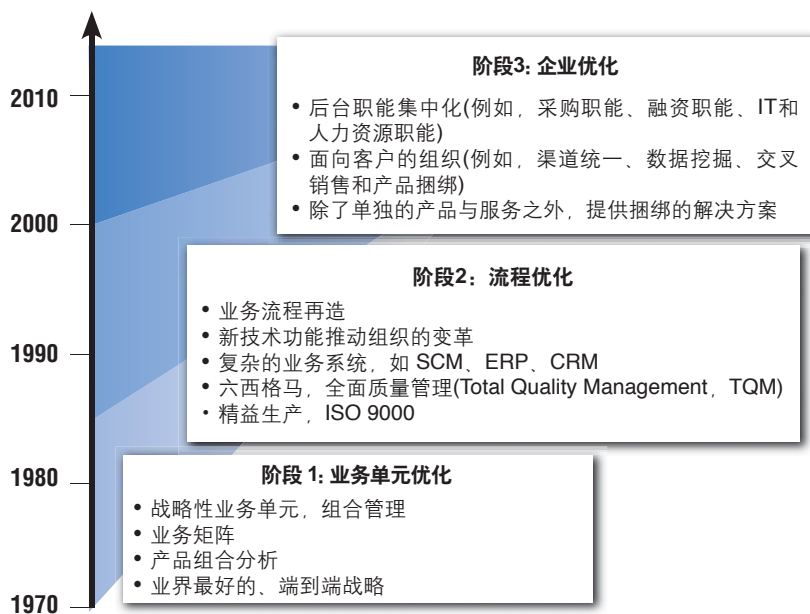 阶段3: 企业优化
• 后台职能集中化(例如，采购职能、融资职能、IT和
人力资源职能)
• 面向客户的组织(例如，渠道统一、数据挖掘、交叉
销售和产品捆绑)
• 除了单独的产品与服务之外，提供捆绑的解决方案
2010
2000
阶段2：流程优化
• 业务流程再造
• 新技术功能推动组织的变革
• 复杂的业务系统，如 SCM、ERP、CRM
• 六西格马，全面质量管理(Total Quality Management，TQM)
• 精益生产，ISO 9000
1990
1980
阶段 1: 业务单元优化
• 战略性业务单元，组合管理
• 业务矩阵
• 产品组合分析
• 业界最好的、端到端战略
1970